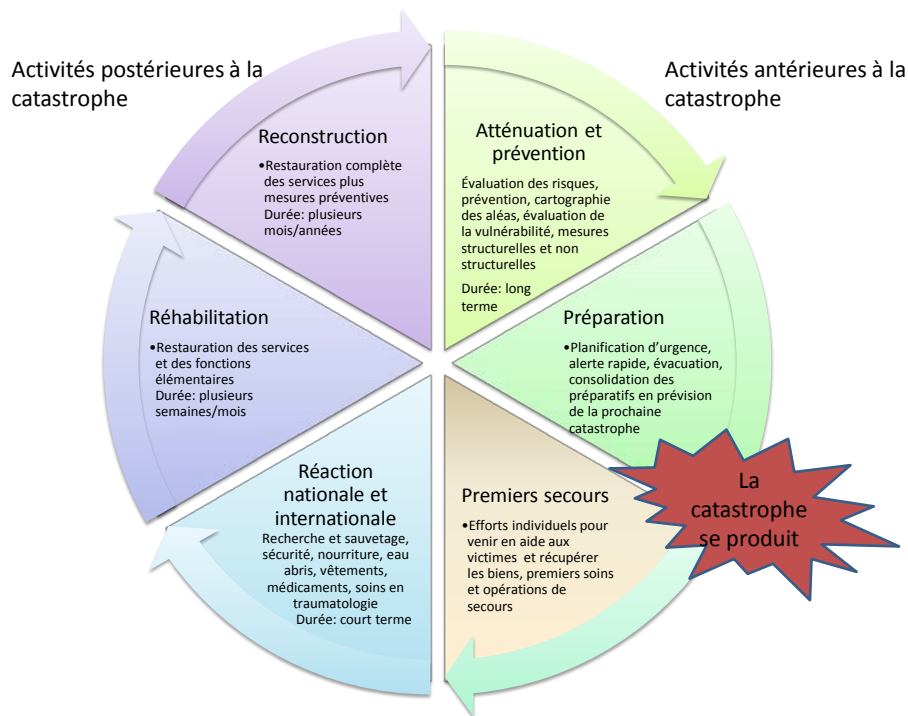 Activités postérieures à la
catastrophe
Activités antérieures à la
catastrophe
Reconstruction
•Restauration complète
des services plus
mesures préventives
Durée: plusieurs
mois/années
Atténuation et
prévention
Évaluation des risques,
prévention, cartographie
des aléas, évaluation de
la vulnérabilité, mesures
structurelles et non
structurelles
Durée: long
terme
Réhabilitation
•Restauration des services
et des fonctions
élémentaires
Durée: plusieurs
semaines/mois
Préparation
•Planification d’urgence,
alerte rapide, évacuation,
consolidation des
préparatifs en prévision
de la prochaine
catastrophe
La
catastrophe
se produit
Réaction
nationale et
internationale
Recherche et sauvetage,
sécurité, nourriture, eau
abris, vêtements,
médicaments, soins en
traumatologie
Durée: court terme
Premiers secours
•Efforts individuels pour
venir en aide aux
victimes et récupérer
les biens, premiers soins
et opérations de
secours